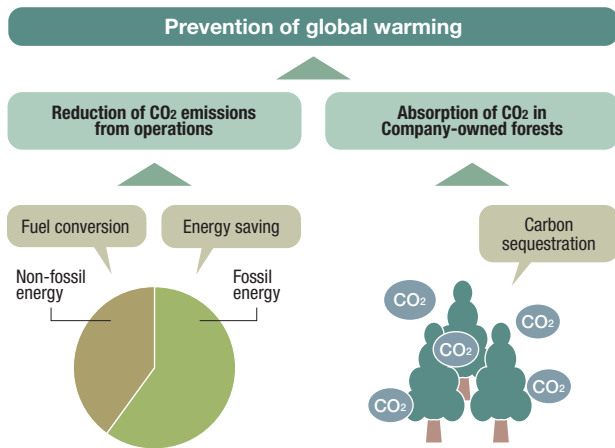 Prevention of global warming
Reduction of CO₂ emissions
from operations
Absorption of CO₂ in
Company-owned forests
Fuel conversion
Energy saving
Carbon
sequestration
Non-fossil
energy
Fossil
energy
CO₂
CO₂
CO₂
CO₂
CO₂